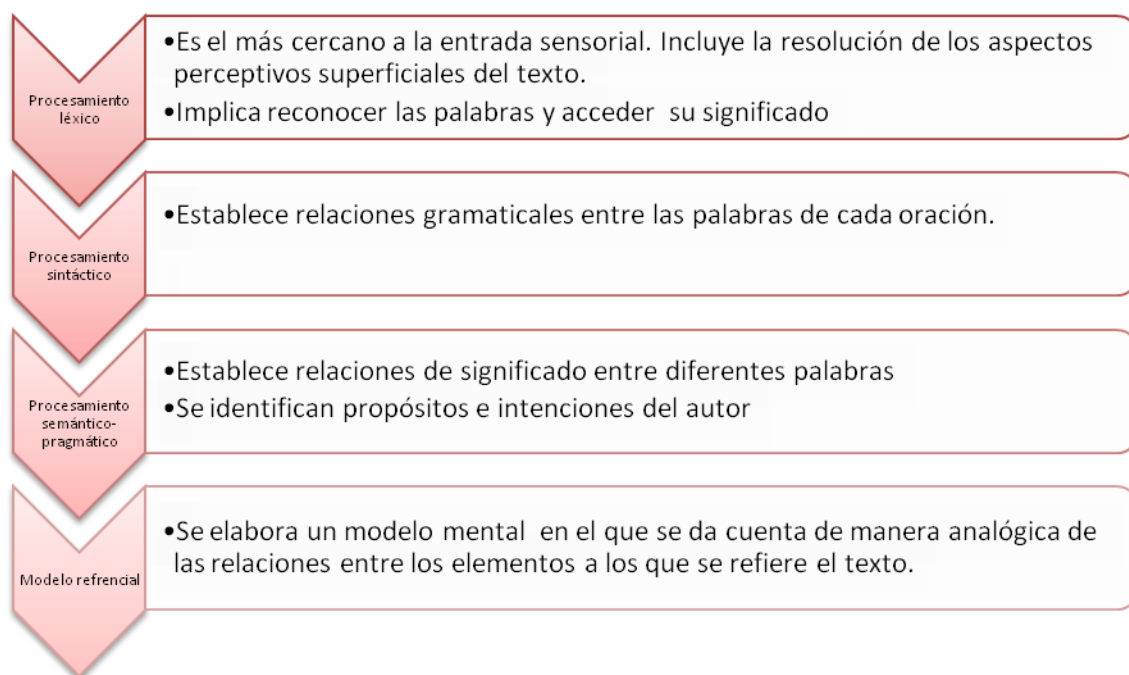 Procesamiento
léxico
•Es el más cercano a la entrada sensorial. Incluye la resolución de los aspectos
perceptivos superficiales del texto.
•Implica reconocer las palabras y acceder su significado
Procesamiento
sintáctico
•Establece relaciones gramaticales entre las palabras de cada oración.
Procesamiento
semántico-
pragmático
•Establece relaciones de significado entre diferentes palabras
•Se identifican propósitos e intenciones del autor
Modelo refrencial
•Se elabora un modelo mental en el que se da cuenta de manera analógica de
las relaciones entre los elementos a los que se refiere el texto.